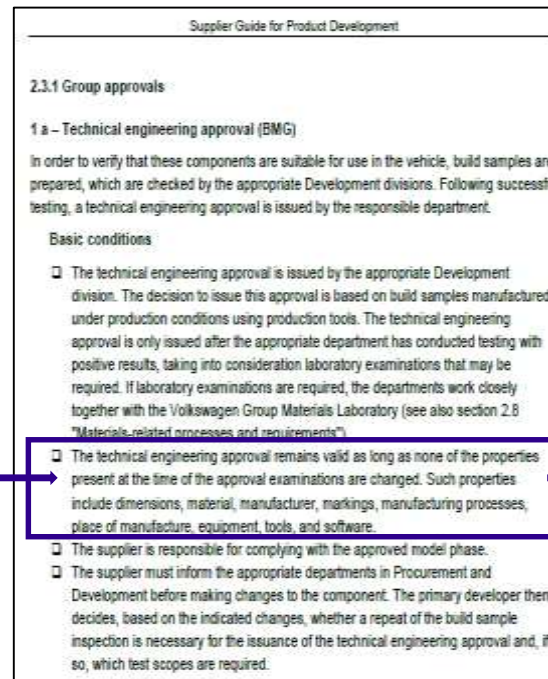 Supplier Guide for Product Development
2.3.1 Group approvals
1 a – Technical engineering approval (BMG)
In order to verify that these components are suitable for use in the vehicle, build samples are
prepared, which are checked by the appropriate Development divisions. Following successf
testing, a technical engineering approval is issued by the responsible department.
Basic conditions
❑ The technical engineering approval is issued by the appropriate Development
division. The decision to issue this approval is based on build samples manufactured
under production conditions using production tools. The technical engineering
approval is only issued after the appropriate department has conducted testing with
positive results, taking into consideration laboratory examinations that may be
required. If laboratory examinations are required, the departments work closely
together with the Volkswagen Group Materials Laboratory (see also section 2.8
"Materials-related processes and requirements")
❑ The technical engineering approval remains valid as long as none of the properties
present at the time of the approval examinations are changed. Such properties
include dimensions, material, manufacturer, markings, manufacturing processes,
place of manufacture, equipment, tools, and software.
❑ The supplier is responsible for complying with the approved model phase.
❑ The supplier must inform the appropriate departments in Procurement and
Development before making changes to the component. The primary developer then
decides, based on the indicated changes, whether a repeat of the build sample
inspection is necessary for the issuance of the technical engineering approval and, if
so, which test scopes are required.